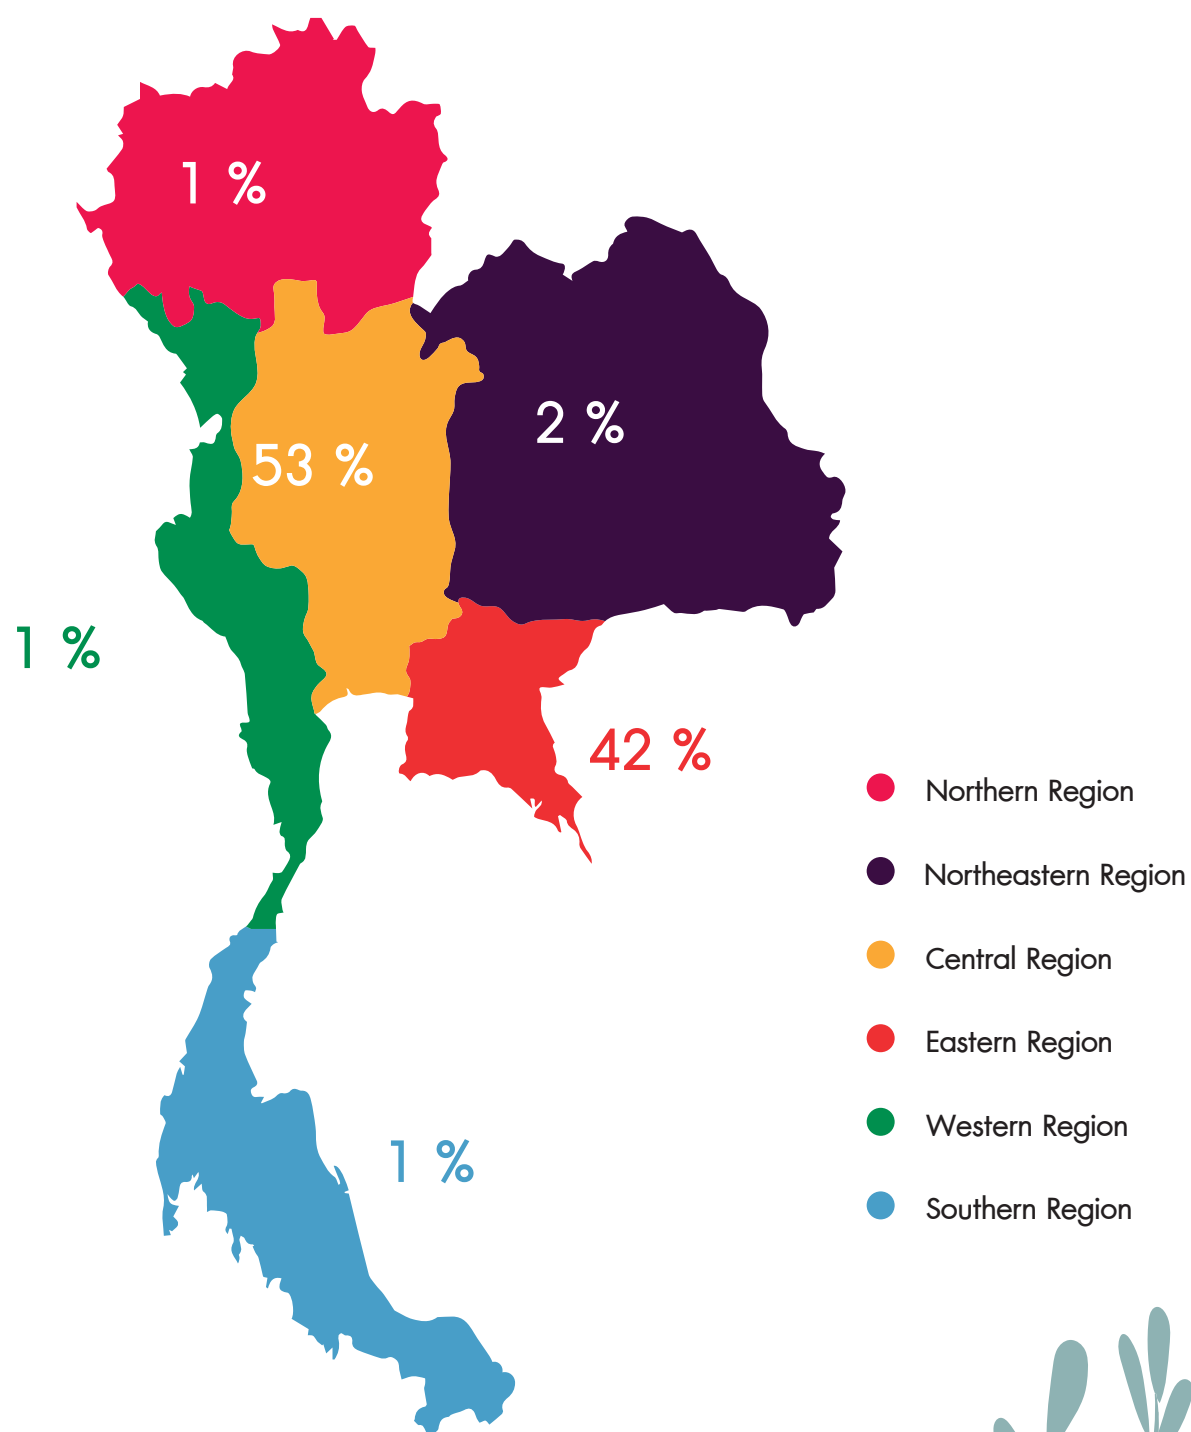 1 %
2 %
53 %
1 %
42 %
1 %
Northern Region
Northeastern Region
Central Region
Eastern Region
Western Region
Southern Region